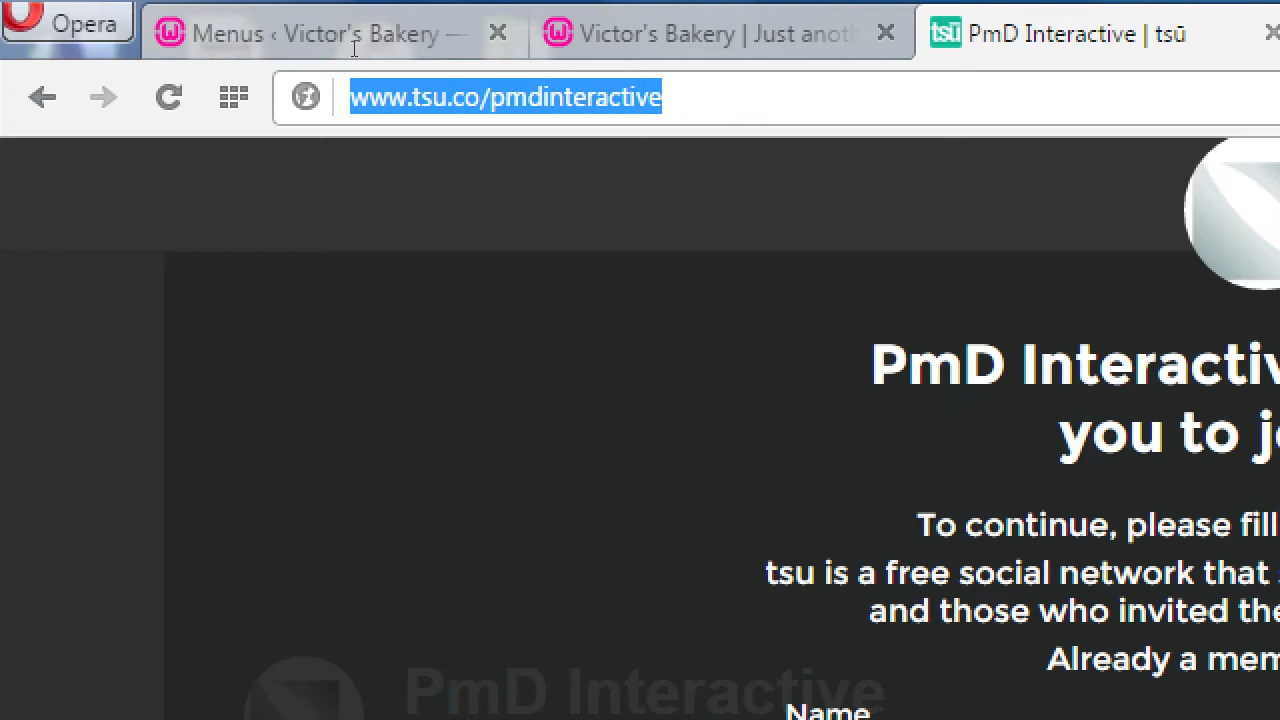 Opera
Menus ‹ Victor's Bakery —
Victor's Bakery | Just anot
tsū PmD Interactive | tsū
www.tsu.co/pmdinteractive
PmD Interactiv
you to j
To continue, please fill
tsu is a free social network that
and those who invited the
Already a mem
PmD Interactive
Name